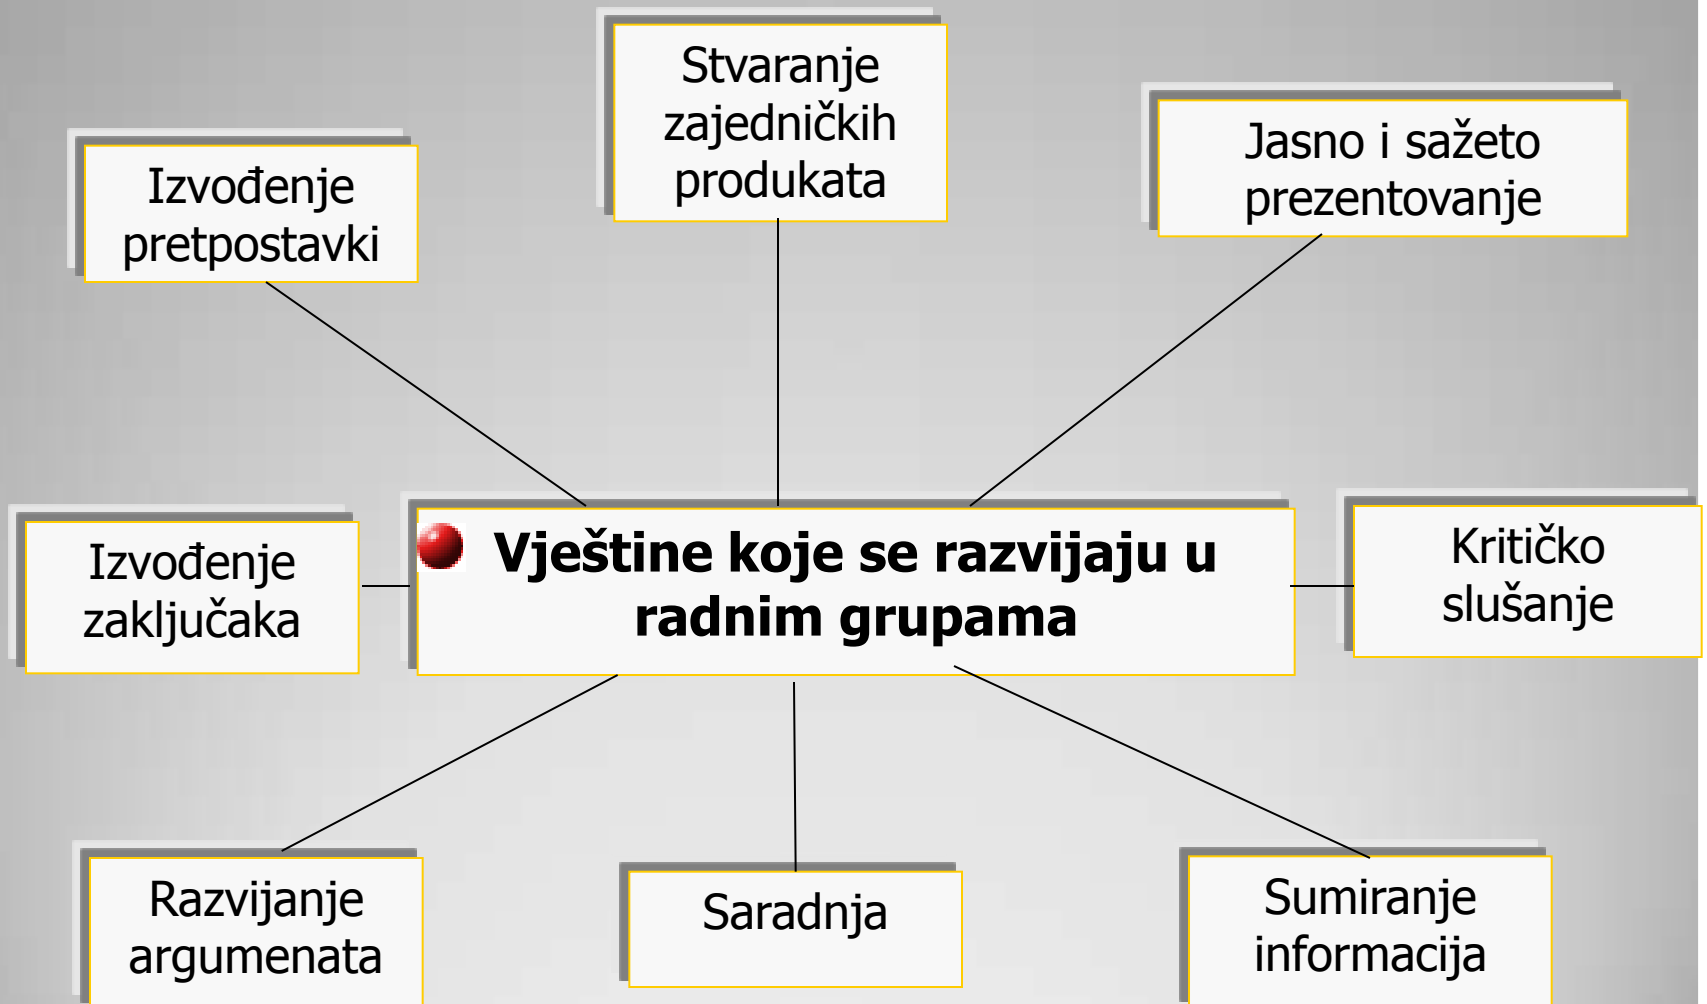 Stvaranje
zajedničkih
produkata
Jasno i sažeto
prezentovanje
Izvođenje
pretpostavki
Vještine koje se razvijaju u
radnim grupama
Izvođenje
zaključaka
Kritičko
slušanje
Razvijanje
argumenata
Saradnja
Sumiranje
informacija